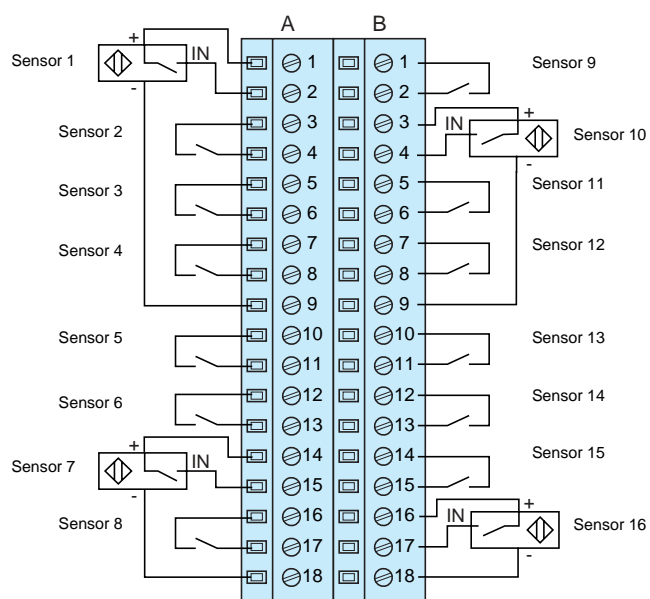 A B
+ 1 1
Sensor 1 IN Sensor 9
2 2
- 3 3 +
Sensor 2 IN Sensor 10
4 4
5 5 -
Sensor 3 Sensor 11
6 6
7 7
Sensor 4 Sensor 12
8 8
9 9
10 10
Sensor 5 Sensor 13
11 11
12 12
Sensor 6 Sensor 14
13 13
+ 14 14
Sensor 7 IN Sensor 15
15 15
- 16 16 +
Sensor 8 IN Sensor 16
17 17
18 18 -